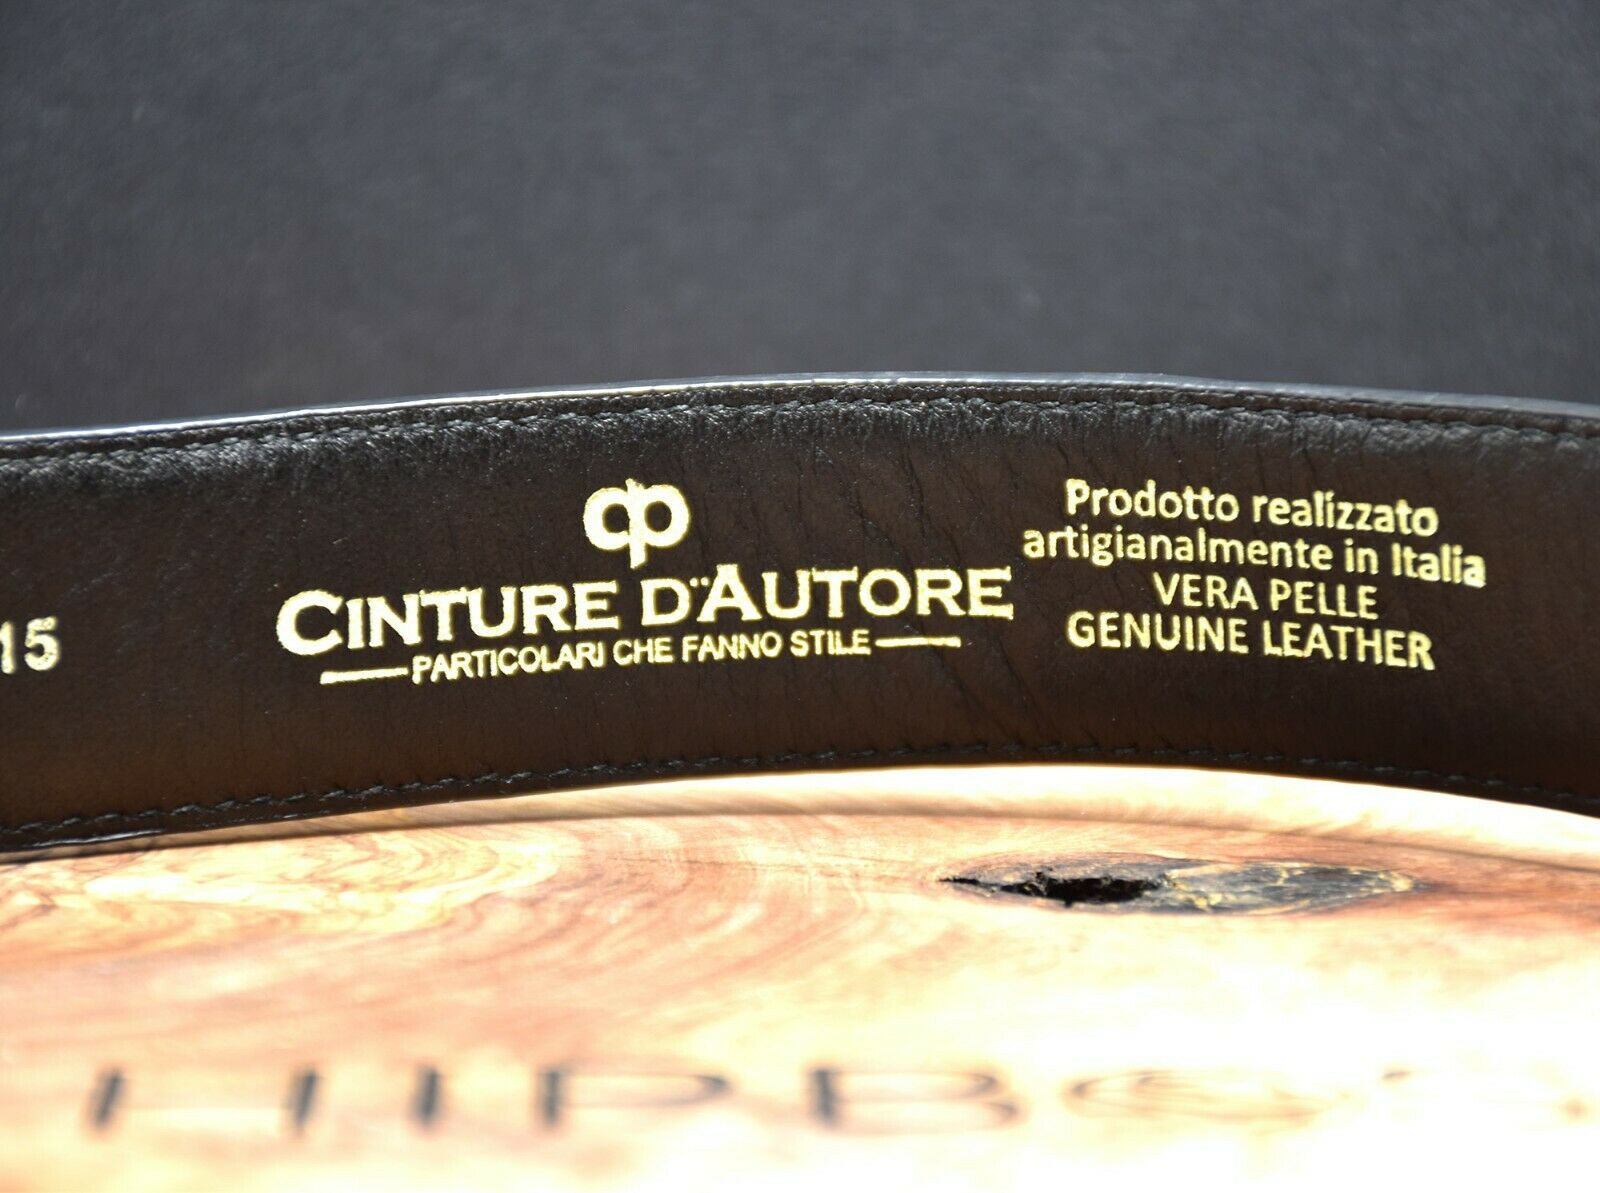 15
CINTURE D'AUTORE
PARTICOLARI CHE FANNO STILE
Prodotto realizzato
artigianalmente in Italia
VERA PELLE
GENUINE LEATHER